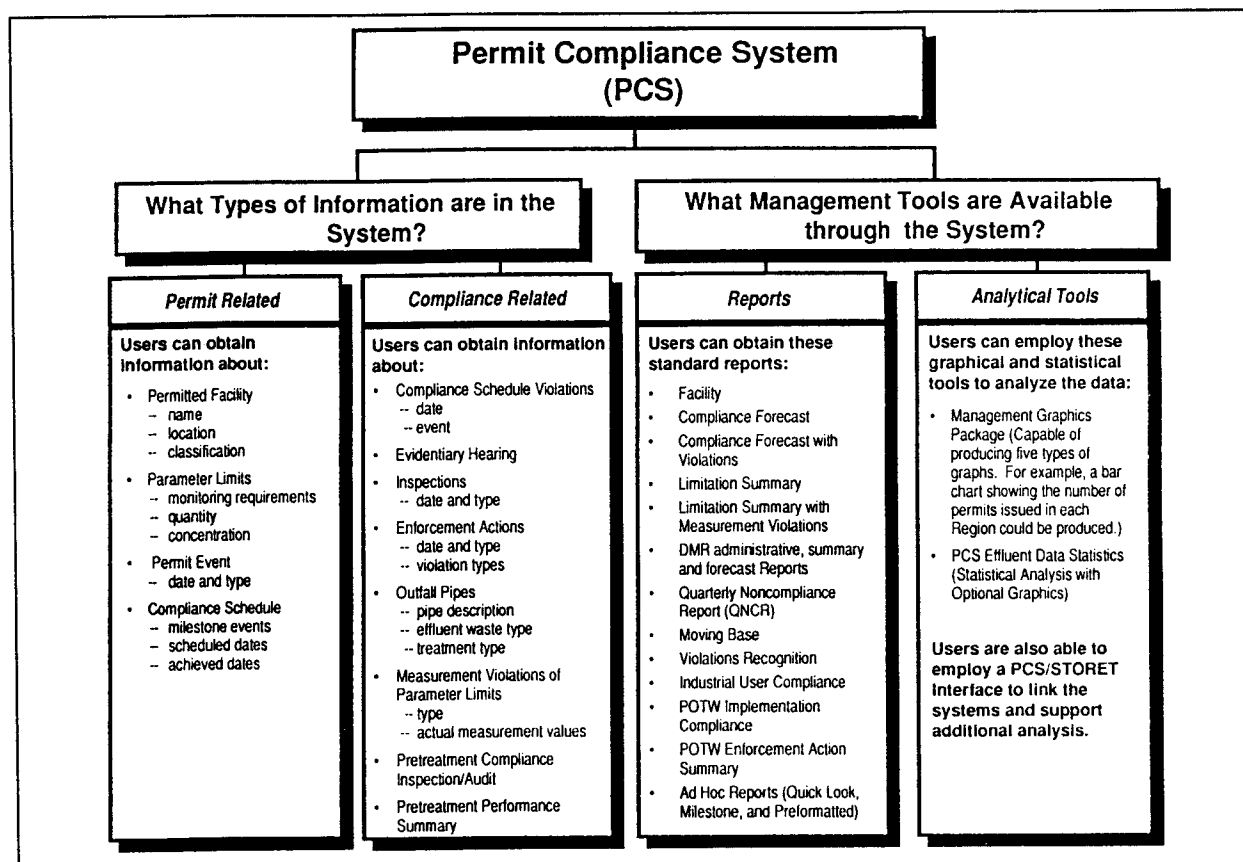 Permit Compliance System
(PCS)
What Types of Information are in the
System?
What Management Tools are Available
through the System?
Permit Related
Users can obtain
information about:
• Permitted Facility
-- name
-- location
-- classification
• Parameter Limits
-- monitoring requirements
-- quantity
-- concentration
• Permit Event
-- date and type
• Compliance Schedule
-- milestone events
-- scheduled dates
-- achieved dates
Compliance Related
Users can obtain information
about:
• Compliance Schedule Violations
-- date
-- event
• Evidentiary Hearing
• Inspections
-- date and type
• Enforcement Actions
-- date and type
-- violation types
• Outfall Pipes
-- pipe description
-- effluent waste type
-- treatment type
• Measurement Violations of
Parameter Limits
-- type
-- actual measurement values
• Pretreatment Compliance
Inspection/Audit
• Pretreatment Performance
Summary
Reports
Users can obtain these
standard reports:
• Facility
• Compliance Forecast
• Compliance Forecast with
Violations
• Limitation Summary
• Limitation Summary with
Measurement Violations
• DMR administrative, summary
and forecast Reports
• Quarterly Noncompliance
Report (QNCR)
• Moving Base
• Violations Recognition
• Industrial User Compliance
• POTW Implementation
Compliance
• POTW Enforcement Action
Summary
• Ad Hoc Reports (Quick Look,
Milestone, and Preformatted)
Analytical Tools
Users can employ these
graphical and statistical
tools to analyze the data:
• Management Graphics
Package (Capable of
producing five types of
graphs. For example, a bar
chart showing the number of
permits issued in each
Region could be produced.)
• PCS Effluent Data Statistics
(Statistical Analysis with
Optional Graphics)
Users are also able to
employ a PCS/STORET
Interface to link the
systems and support
additional analysis.